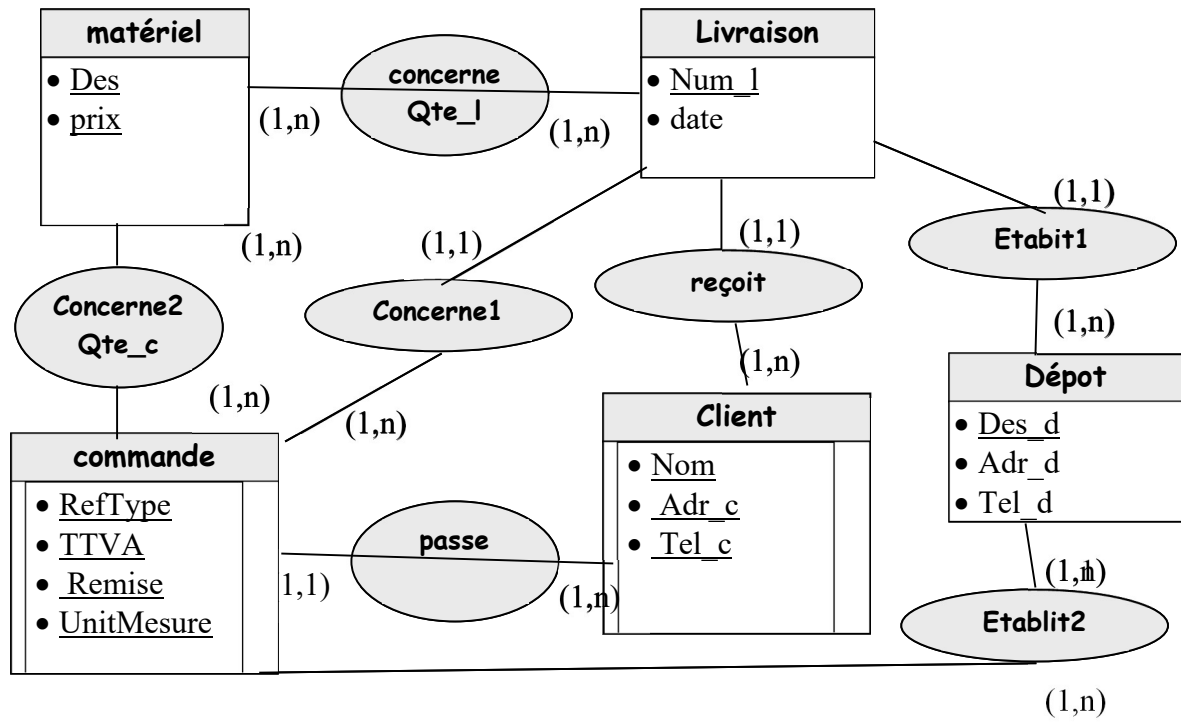 matériel
• Des
• prix
concerne
Qte_l
Livraison
• Num_l
• date
(1,n)
(1,n)
(1,1)
(1,n)
(1,1)
(1,1)
Etabit1
Concerne2
Qte_c
Concerne1
reçoit
(1,n)
(1,n)
Dépot
• Des_d
• Adr_d
• Tel_d
(1,n)
(1,n)
Client
• Nom
• Adr_c
• Tel_c
commande
• RefType
• TTVA
• Remise
• UnitMesure
passe
1,1)
(1,n)
Etablit2
(1,n)